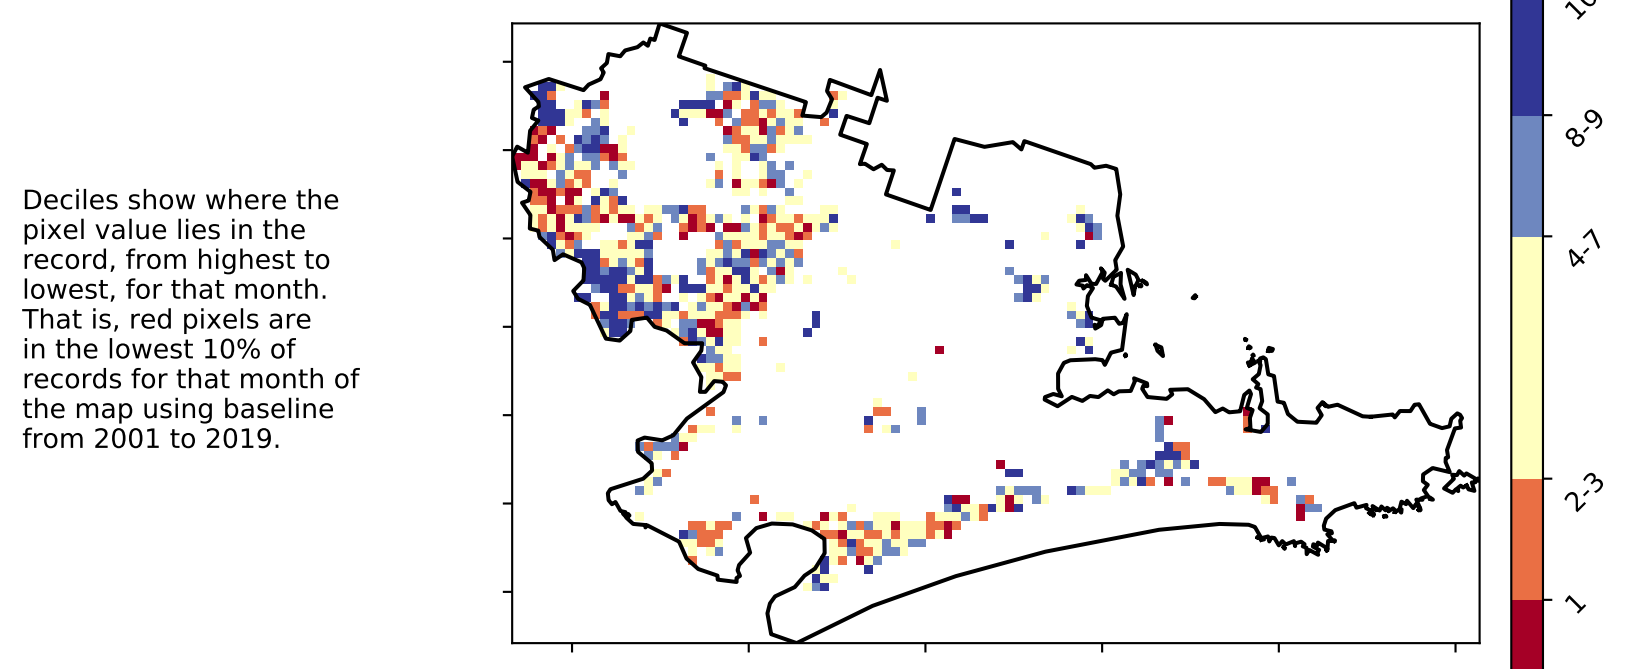 Deciles show where the
pixel value lies in the
record, from highest to
lowest, for that month.
That is, red pixels are
in the lowest 10% of
records for that month of
the map using baseline
from 2001 to 2019.
10
8-9
4-7
2-3
1